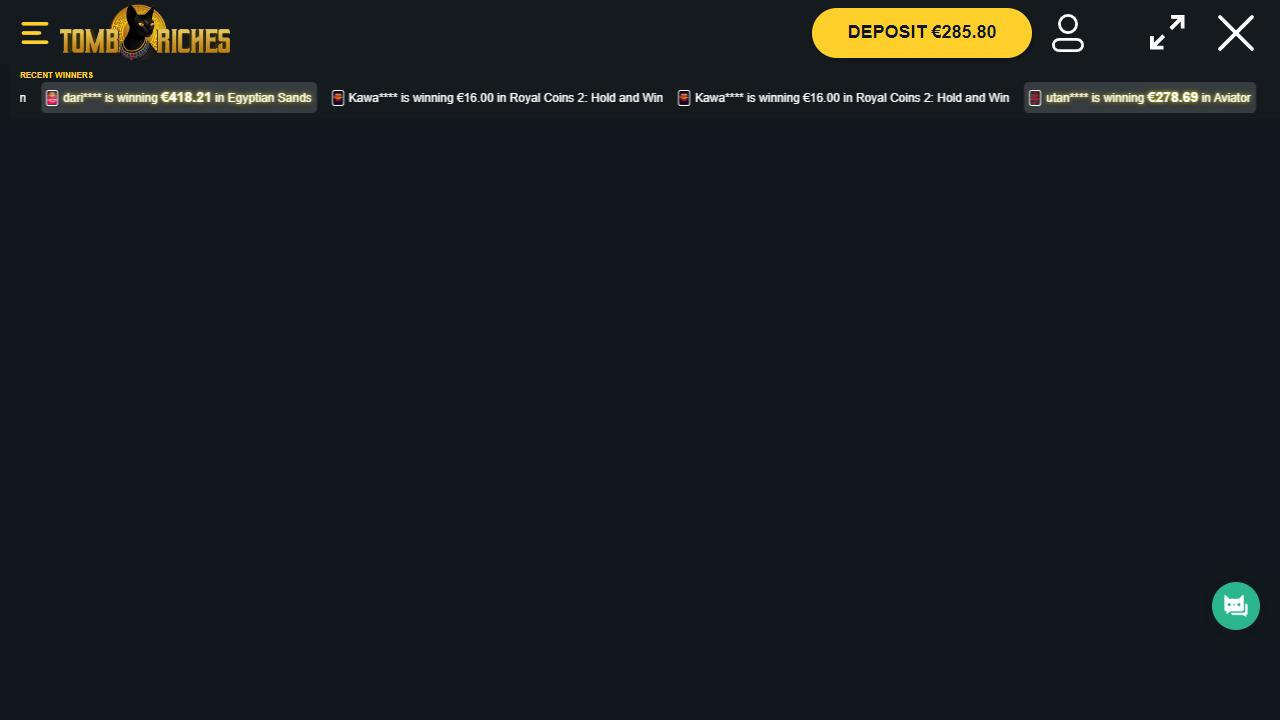 TOMB RICHES
DEPOSIT €285.80
RECENT WINNERS
n
dari**** is winning €418.21 in Egyptian Sands
Kawa**** is winning €16.00 in Royal Coins 2: Hold and Win
Kawa**** is winning €16.00 in Royal Coins 2: Hold and Win
utan**** is winning €278.69 in Aviator